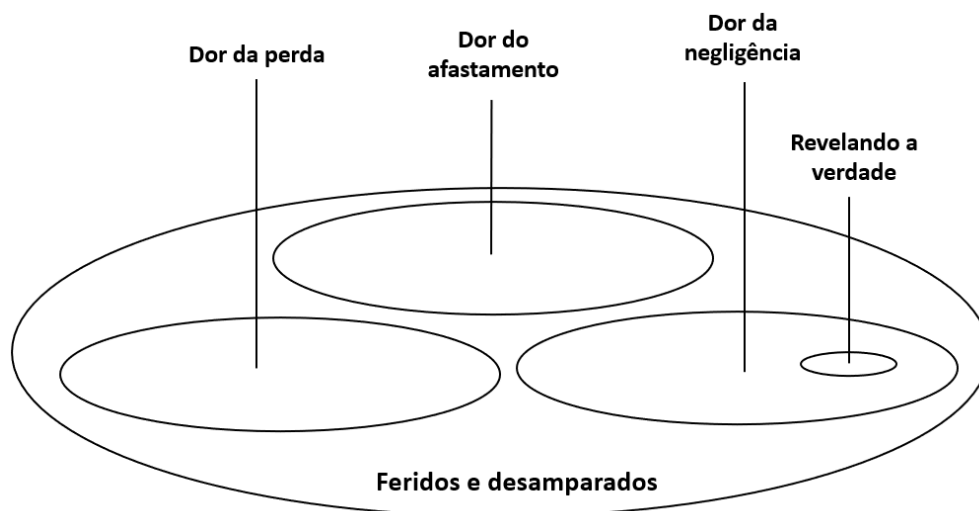 Dor da perda
Dor do
afastamento
Dor da
negligência
Revelando a
verdade
Feridos e desamparados